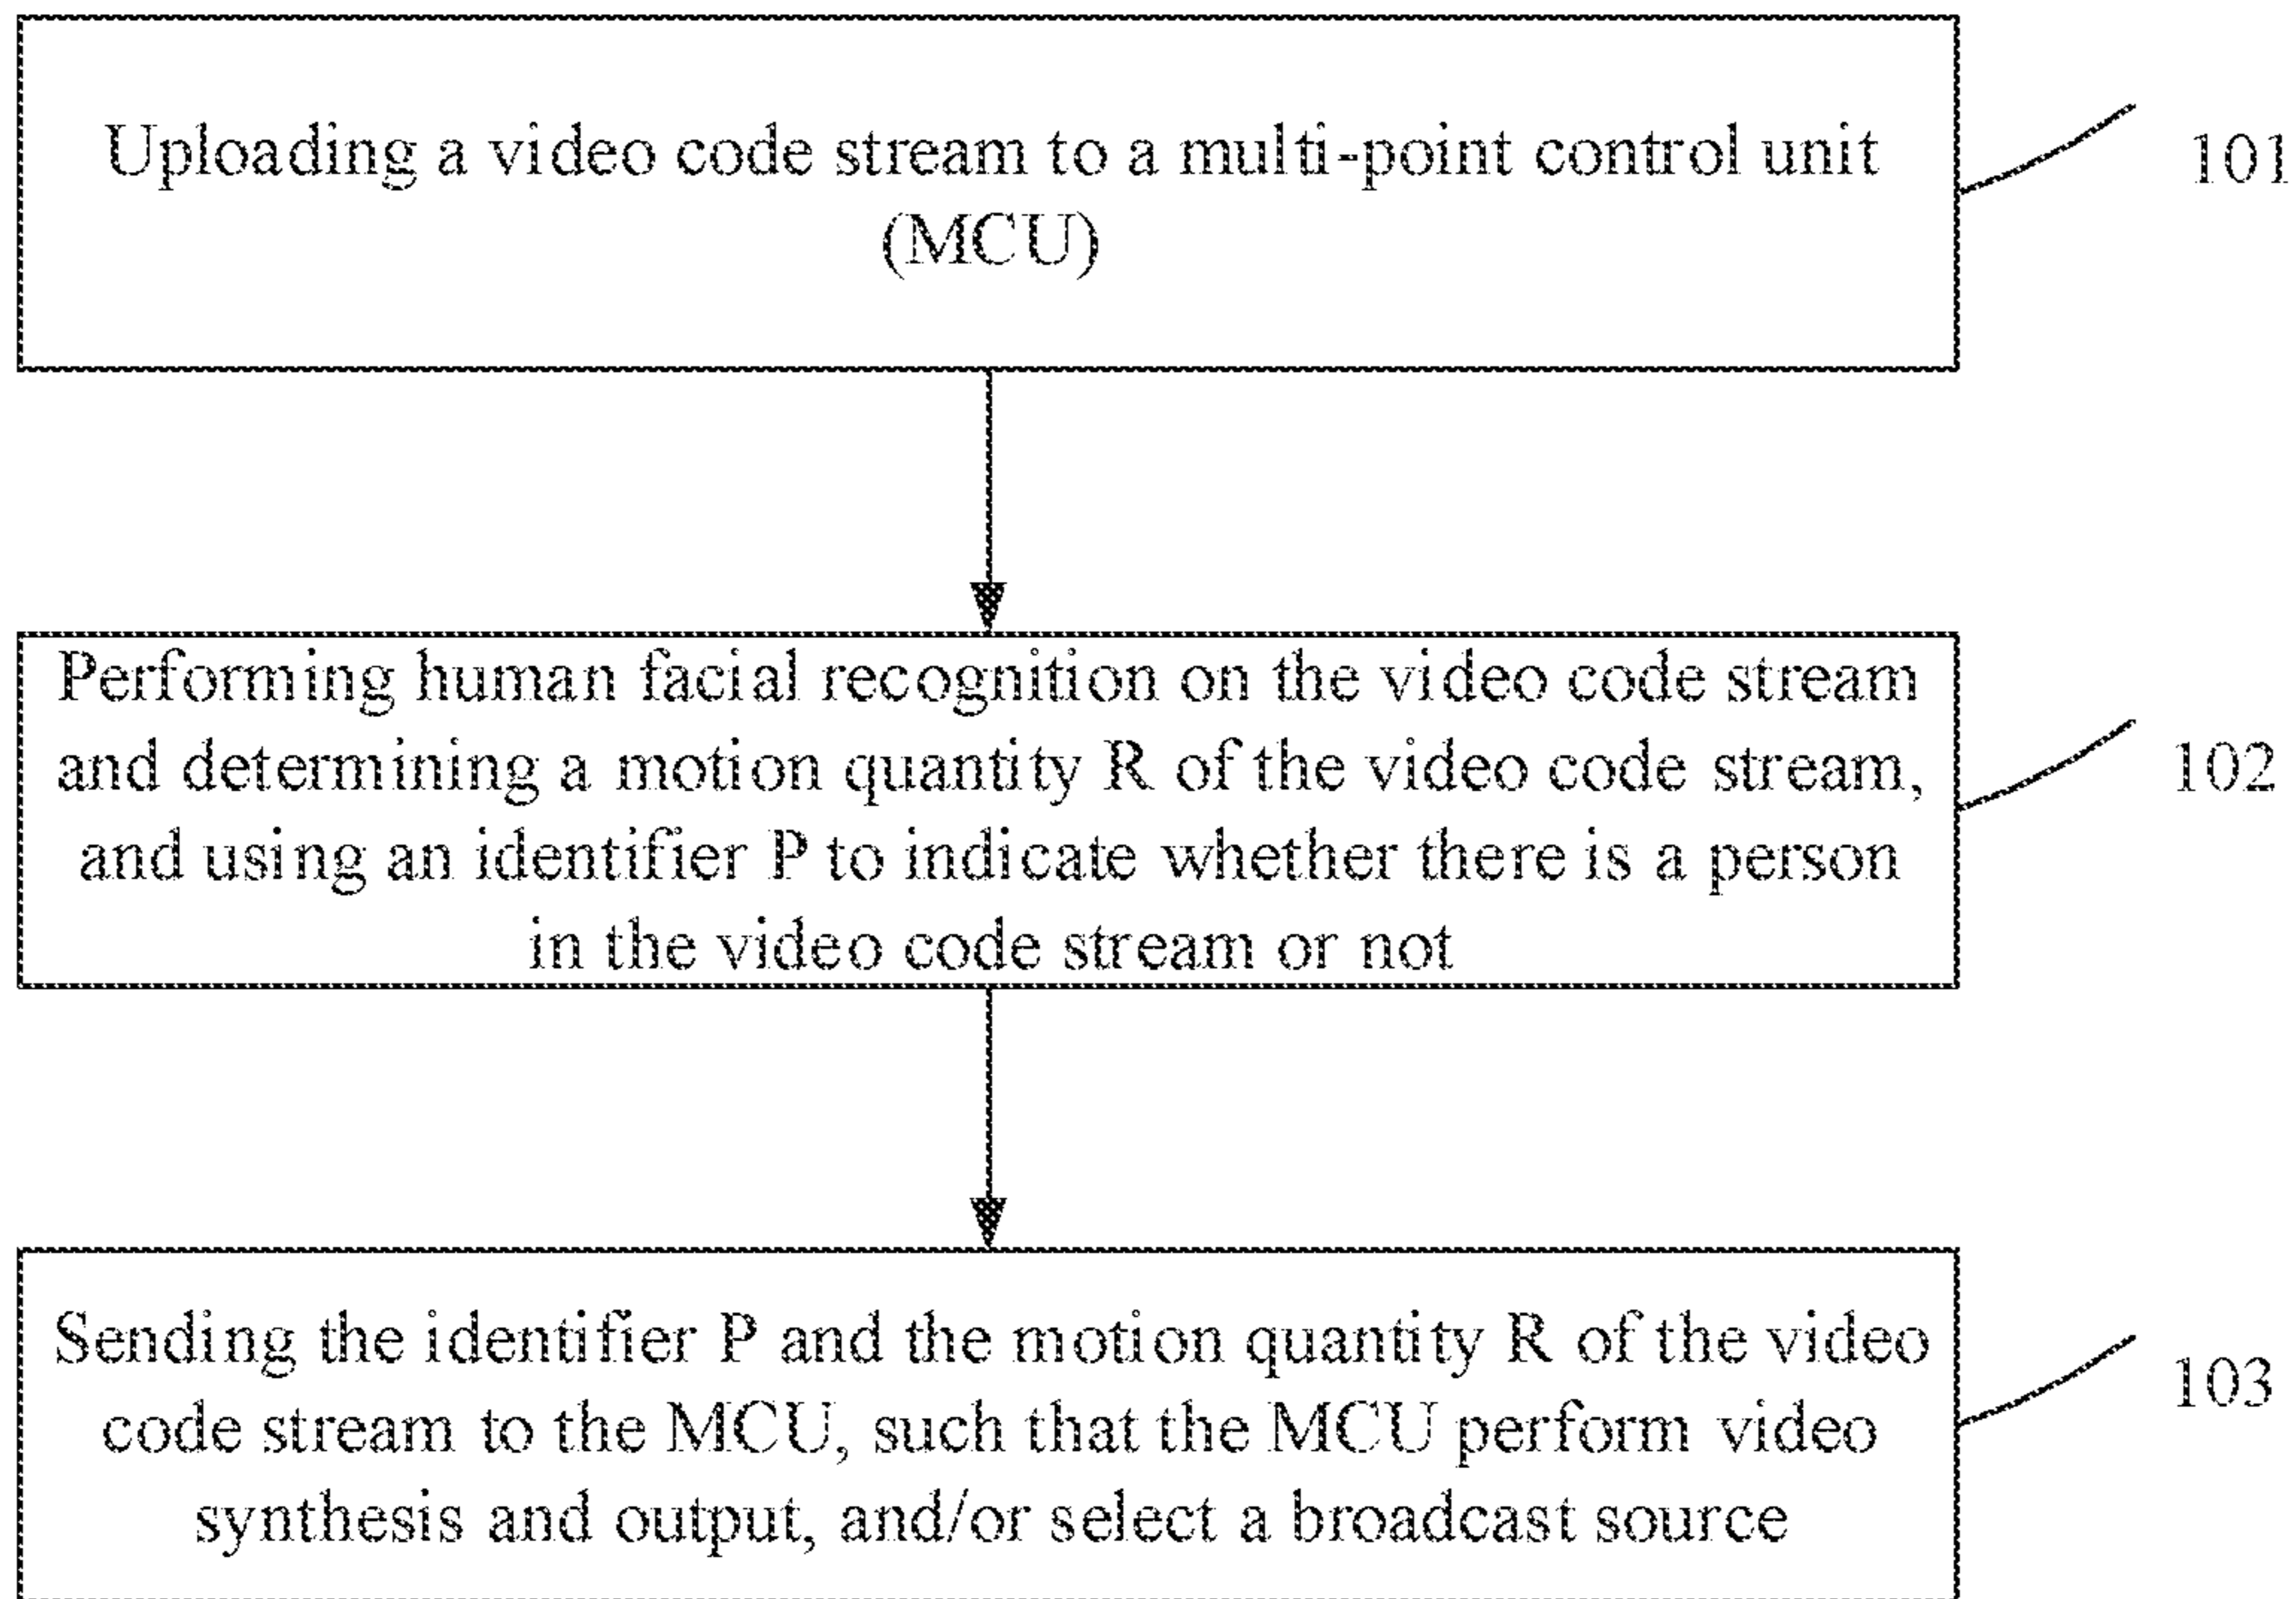 Uploading a video code stream to a multi-point control unit
(MCU)
101
Performing human facial recognition on the video code stream
and determining a motion quantity R of the video code stream,
and using an identifier P to indicate whether there is a person
in the video code stream or not
102
Sending the identifier P and the motion quantity R of the video
code stream to the MCU, such that the MCU perform video
synthesis and output, and/or select a broadcast source
103